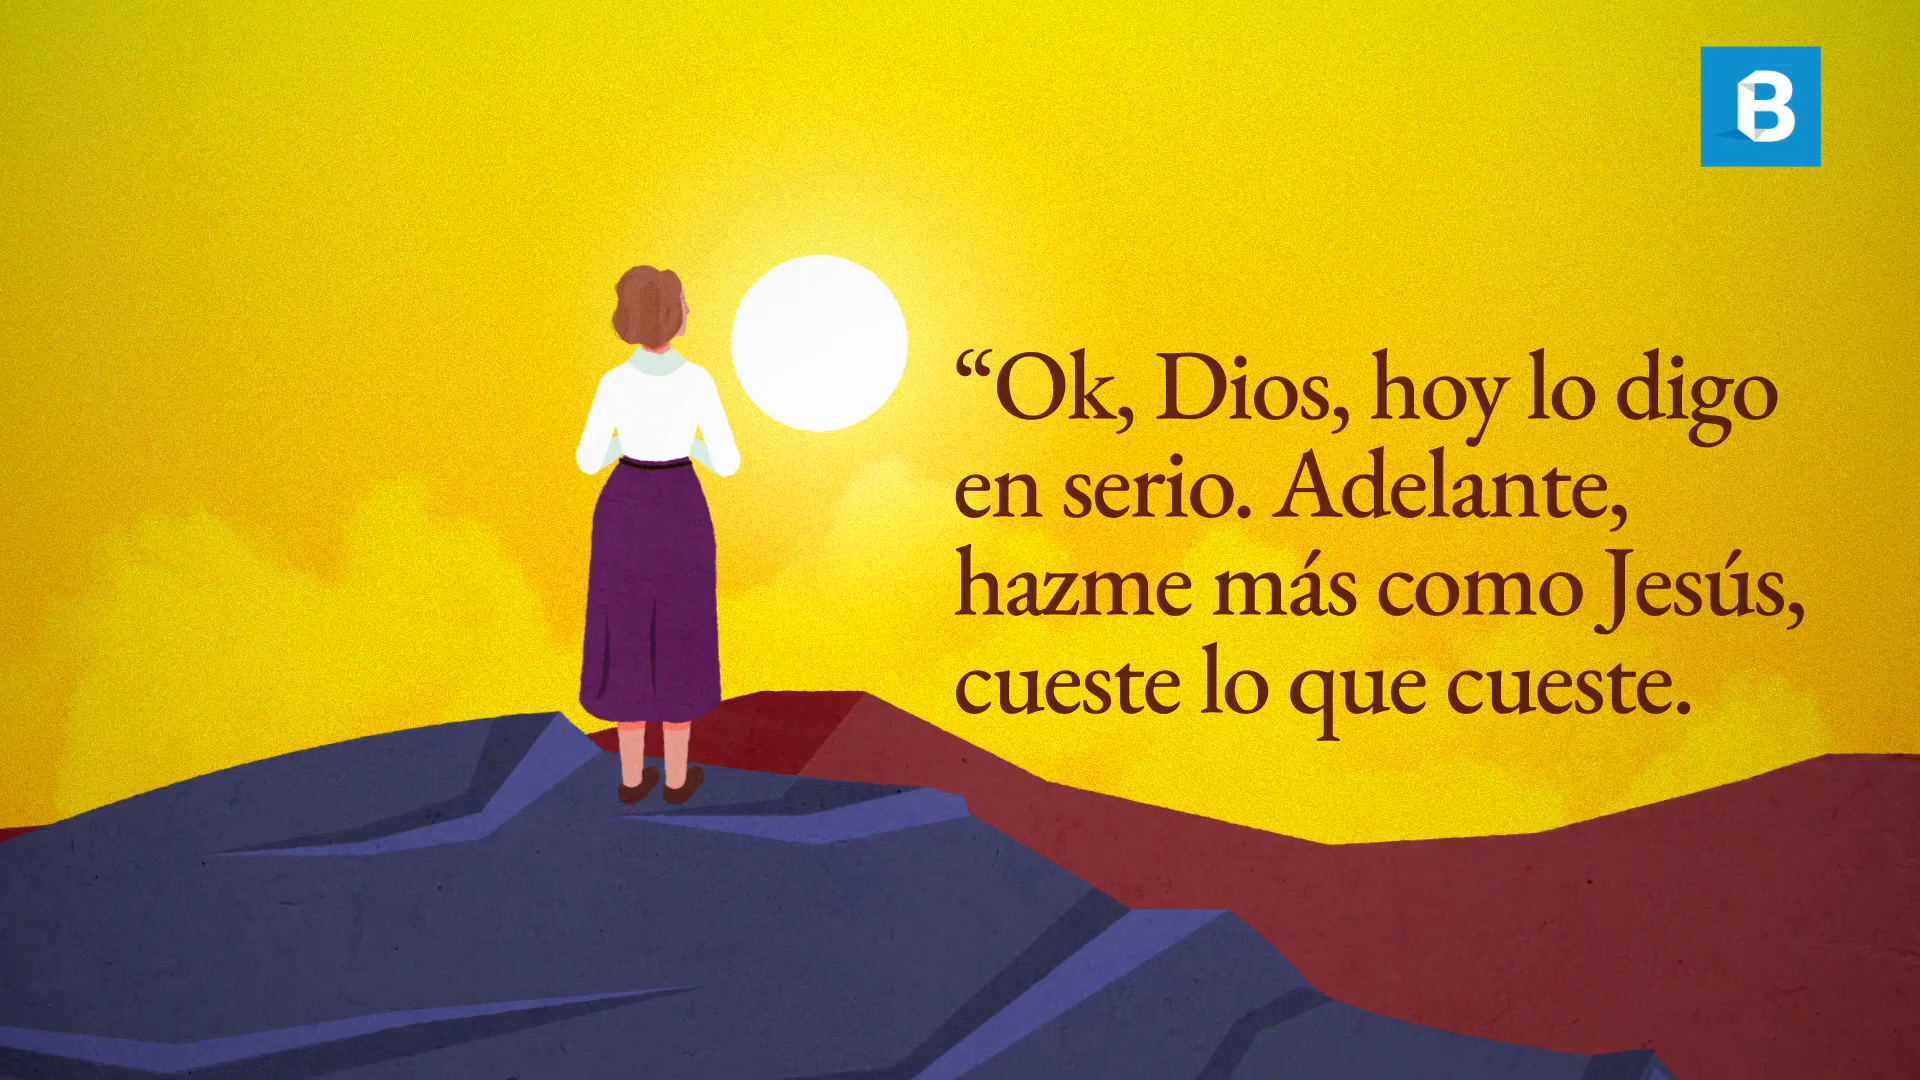 B
“Ok, Dios, hoy lo digo
en serio. Adelante,
hazme más como Jesús,
cueste lo que cueste.